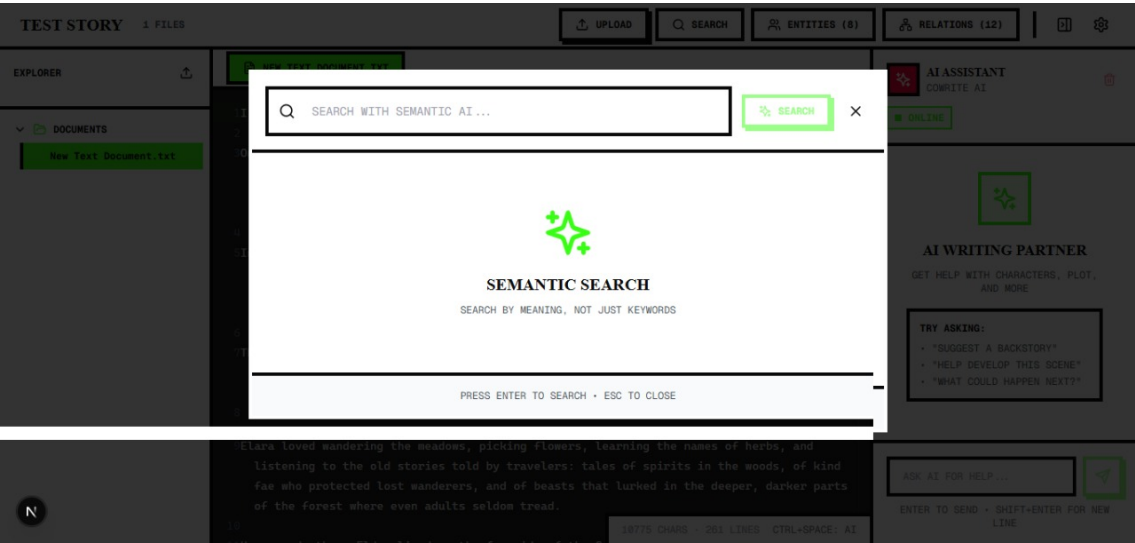 TEST STORY 1 FILES
UPLOAD
SEARCH
ENTITIES (8)
RELATIONS (12)
EXPLORER
DOCUMENTS
New Text Document.txt
NEW TEXT DOCUMENT.TXT
SEARCH WITH SEMANTIC AI...
SEARCH
SEMANTIC SEARCH
SEARCH BY MEANING, NOT JUST KEYWORDS
PRESS ENTER TO SEARCH • ESC TO CLOSE
Elara loved wandering the meadows, picking flowers, learning the names of herbs, and
listening to the old stories told by travelers: tales of spirits in the woods, of kind
fae who protected lost wanderers, and of beasts that lurked in the deeper, darker parts
of the forest where even adults seldom tread.
10
10775 CHARS • 261 LINES CTRL+SPACE: AI
AI ASSISTANT
COWRITE AI
ONLINE
AI WRITING PARTNER
GET HELP WITH CHARACTERS, PLOT,
AND MORE
TRY ASKING:
• "SUGGEST A BACKSTORY"
• "HELP DEVELOP THIS SCENE"
• "WHAT COULD HAPPEN NEXT?"
ASK AI FOR HELP...
ENTER TO SEND • SHIFT+ENTER FOR NEW
LINE
N